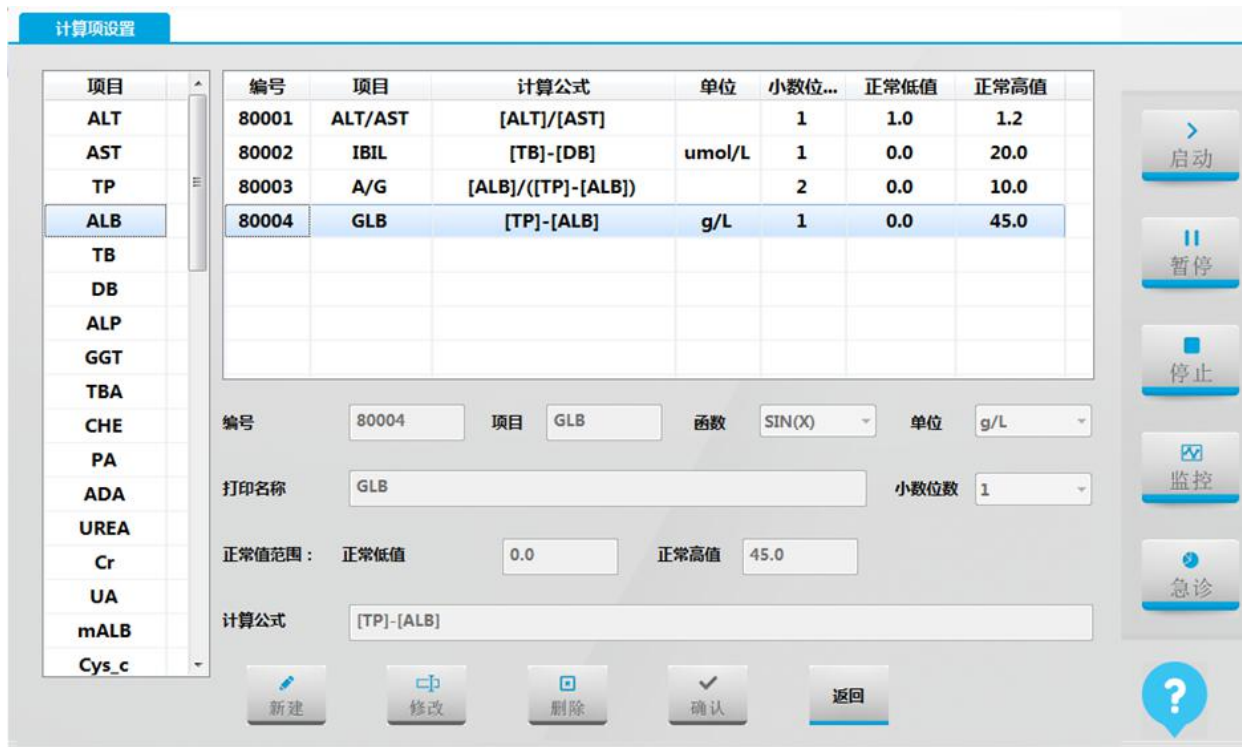 计算项设置
项目
ALT
AST
TP
ALB
TB
DB
ALP
GGT
TBA
CHE
PA
ADA
UREA
Cr
UA
mALB
Cys_c
编号 项目 计算公式 单位 小数位... 正常低值 正常高值
80001 ALT/AST [ALT]/[AST] 1 1.0 1.2
80002 IBIL [TB]-[DB] umol/L 1 0.0 20.0
80003 A/G [ALB]/([TP]-[ALB]) 2 0.0 10.0
80004 GLB [TP]-[ALB] g/L 1 0.0 45.0
编号 80004 项目 GLB 函数 SIN(X) 单位 g/L
打印名称 GLB 小数位数 1
正常值范围： 正常低值 0.0 正常高值 45.0
计算公式 [TP]-[ALB]
新建 修改 删除 确认 返回
启动
暂停
停止
监控
急诊
?